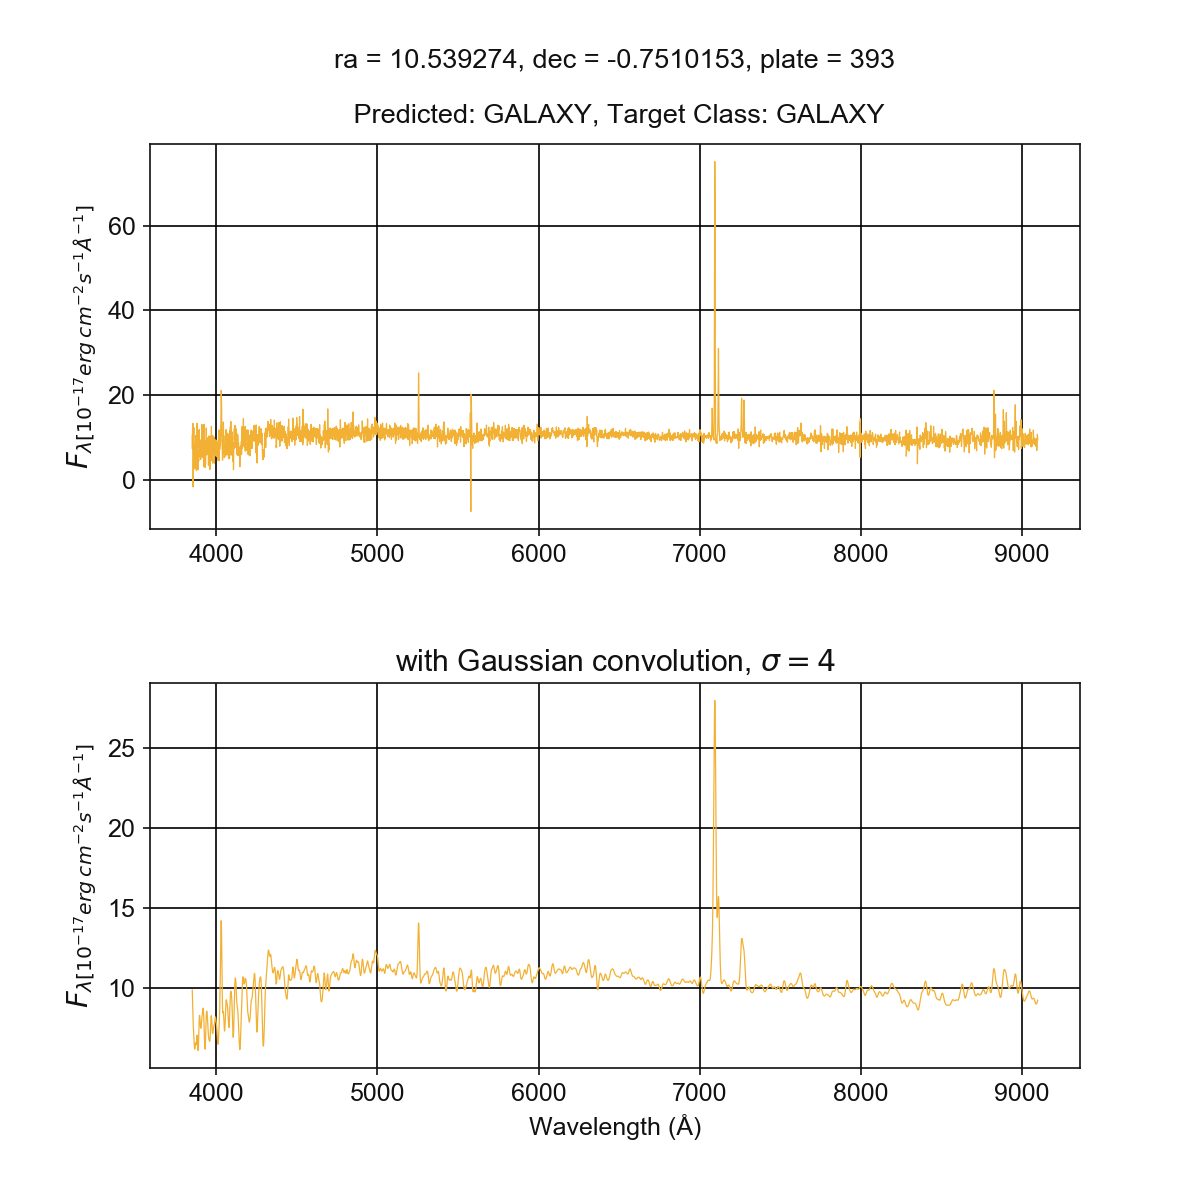 ra = 10.539274, dec = -0.7510153, plate = 393
Predicted: GALAXY, Target Class: GALAXY
F_λ[10⁻¹⁷erg cm⁻²s⁻¹Å⁻¹]
60
40
20
0
4000 5000 6000 7000 8000 9000
with Gaussian convolution, σ = 4
F_λ[10⁻¹⁷erg cm⁻²s⁻¹Å⁻¹]
25
20
15
10
4000 5000 6000 7000 8000 9000
Wavelength (Å)